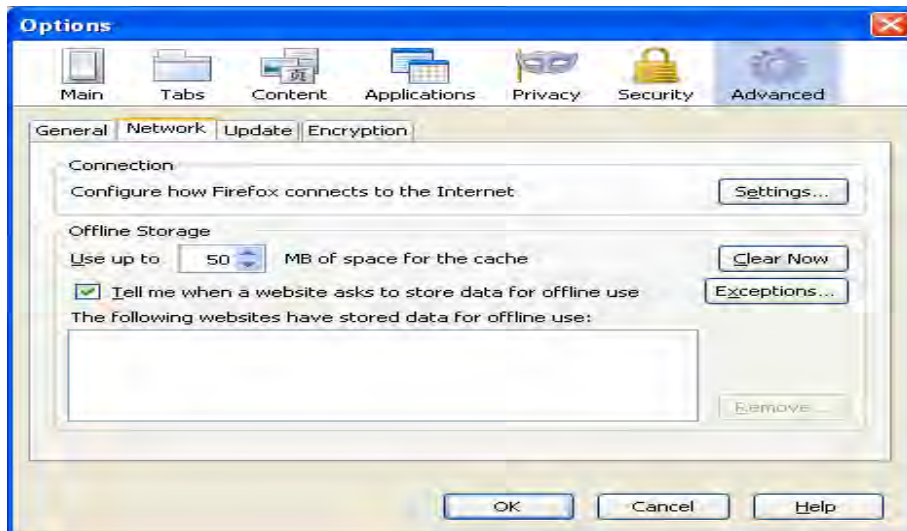 Options
Main Tabs Content Applications Privacy Security Advanced
General Network Update Encryption
Connection
Configure how Firefox connects to the Internet Settings...
Offline Storage
Use up to 50 MB of space for the cache Clear Now
Tell me when a website asks to store data for offline use Exceptions...
The following websites have stored data for offline use:
Remove...
OK Cancel Help